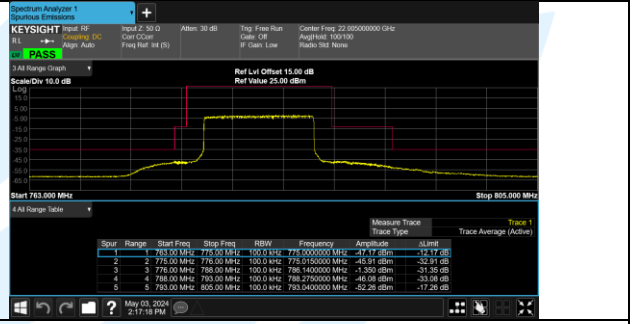 Spectrum Analyzer 1
Spurious Emissions
+
KEYSIGHT Input: RF Input Z: 50 Ω Atten: 30 dB Trig: Free Run Center Freq: 22.005000000 GHz
RL Coupling: DC Corr CCorr Gate: Off Avg|Hold: 100/100
Align: Auto Freq Ref: Int (S) IF Gain: Low Radio Std: None
LW PASS
3 All Range Graph
Scale/Div 10.0 dB
Ref Lvl Offset 15.00 dB
Ref Value 25.00 dBm
Log
15.0
5.00
-5.00
-15.0
-25.0
-35.0
-45.0
-55.0
-65.0
Start 763.000 MHz Stop 805.000 MHz
4 All Range Table
Measure Trace Trace 1
Trace Type Trace Average (Active)
Spur Range Start Freq Stop Freq RBW Frequency Amplitude ΔLimit
1 1 763.00 MHz 775.00 MHz 100.0 kHz 775.0000000 MHz -47.17 dBm -12.17 dB
2 2 775.00 MHz 776.00 MHz 100.0 kHz 775.0150000 MHz -45.91 dBm -32.91 dB
3 3 776.00 MHz 788.00 MHz 100.0 kHz 786.1400000 MHz -1.350 dBm -31.35 dB
4 4 788.00 MHz 793.00 MHz 100.0 kHz 788.2750000 MHz -46.08 dBm -33.08 dB
5 5 793.00 MHz 805.00 MHz 100.0 kHz 793.0400000 MHz -52.26 dBm -17.26 dB
?
May 03, 2024
2:17:18 PM